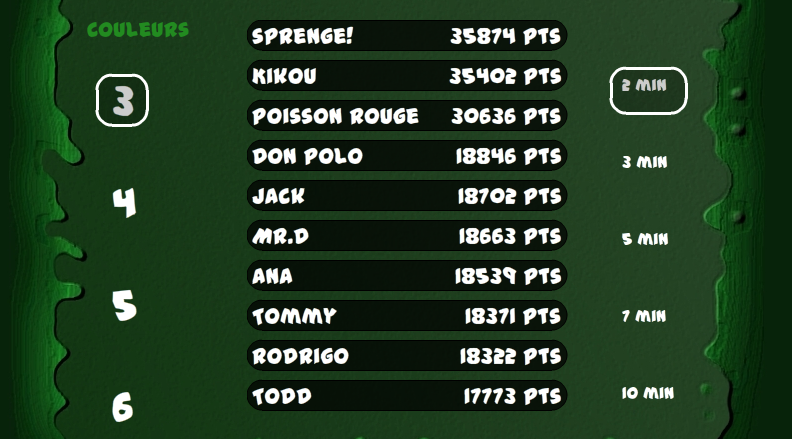 COULEURS
3
4
5
6
SPRENGE! 35874 PTS
KIKOU 35402 PTS
POISSON ROUGE 30636 PTS
DON POLO 18846 PTS
JACK 18702 PTS
MR.D 18663 PTS
ANA 18539 PTS
TOMMY 18371 PTS
RODRIGO 18322 PTS
TODD 17773 PTS
2 MIN
3 MIN
5 MIN
7 MIN
10 MIN